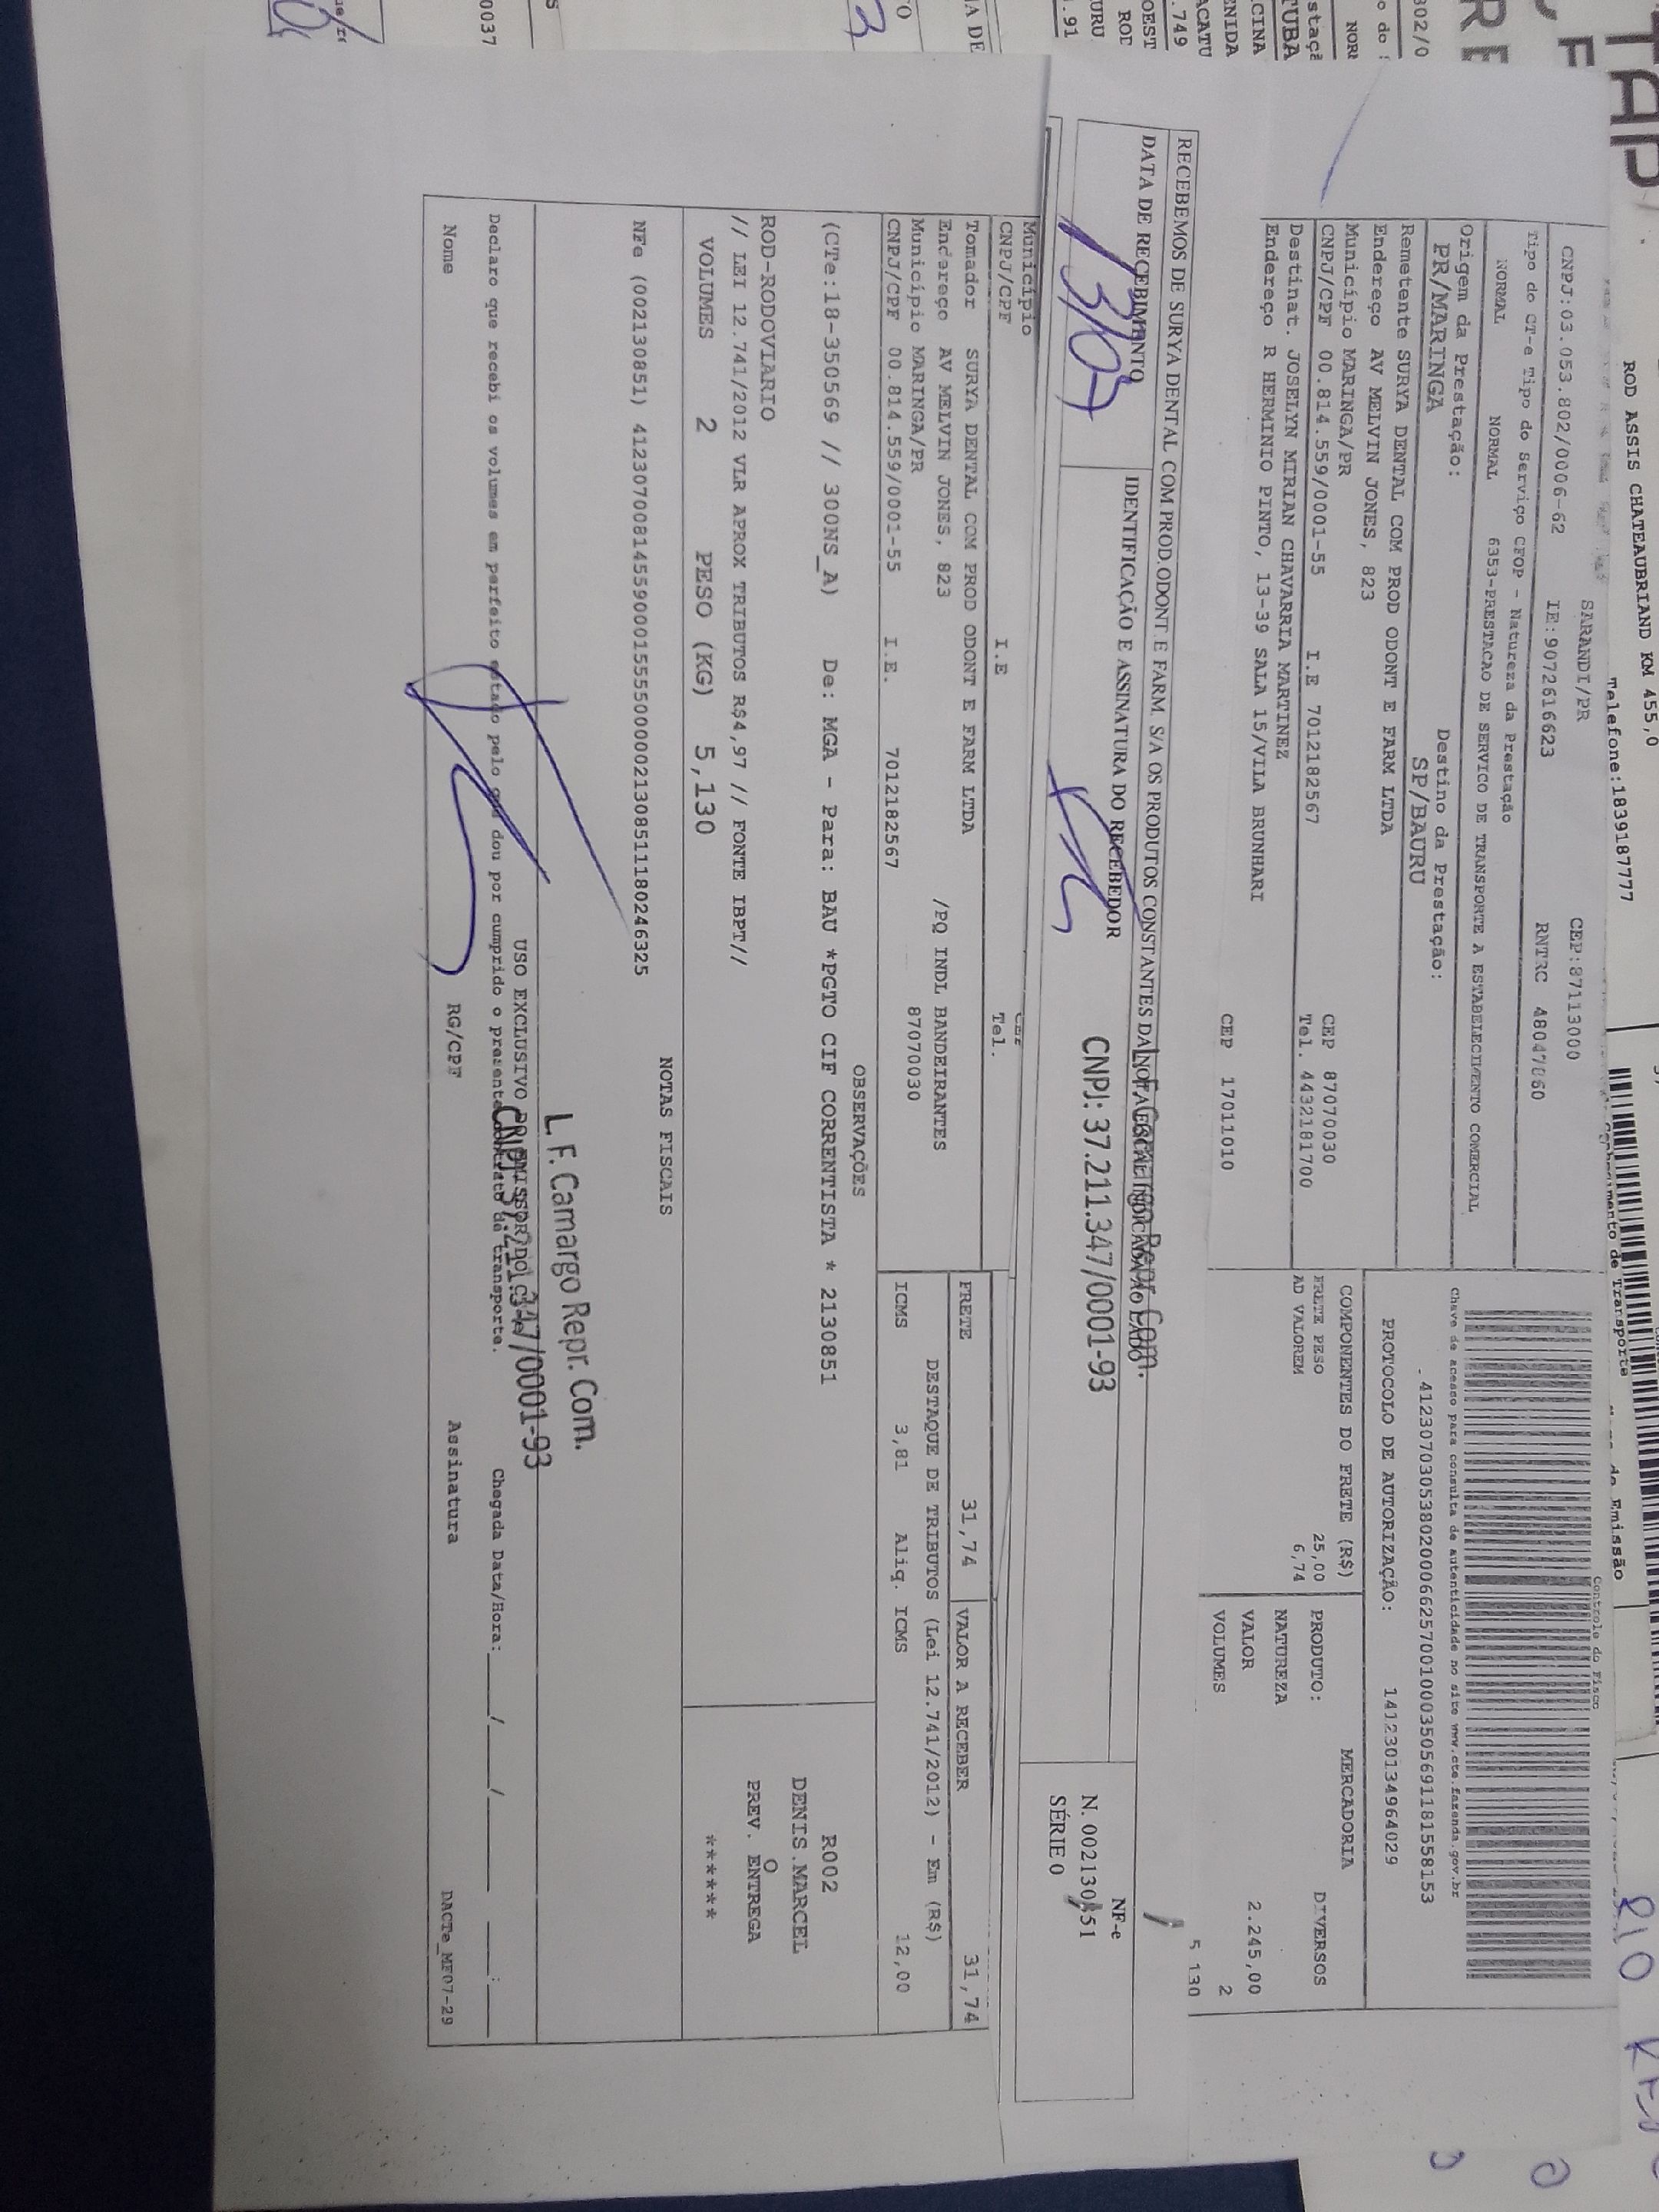 ROD ASSIS CHATEAUBRIAND KM 455,0
Telefone:1839187777
SARANDI/PR CEP:87113000
CNPJ:03.053.802/0006-62 IE:9072616623 RNTRC 48047860
Tipo do CT-e Tipo do Serviço CFOP - Natureza da Prestação
NORMAL NORMAL 6353-PRESTACAO DE SERVICO DE TRANSPORTE A ESTABELECIMENTO COMERCIAL
Controle do Fisco
Chave de acesso para consulta de autenticidade no site www.cte.fazenda.gov.br
.41230703053802000662570010003505691181558153
PROTOCOLO DE AUTORIZAÇÃO: 141230134964029
Origem da Prestação: Destino da Prestação:
PR/MARINGA SP/BAURU
Remetente SURYA DENTAL COM PROD ODONT E FARM LTDA
Endereço AV MELVIN JONES, 823
Município MARINGA/PR CEP 87070030
CNPJ/CPF 00.814.559/0001-55 I.E 7012182567 Tel. 4432181700
Destinat. JOSELYN MIRIAN CHAVARRIA MARTINEZ
Endereço R HERMINIO PINTO, 13-39 SALA 15/VILA BRUNHARI
CEP 17011010
COMPONENTES DO FRETE (R$)
FRETE PESO 25,00
AD VALOREM 6,74
MERCADORIA
PRODUTO: DIVERSOS
NATUREZA
VALOR 2.245,00
VOLUMES 2
5 130
RECEBEMOS DE SURYA DENTAL COM PROD. ODONT E FARM. S/A OS PRODUTOS CONSTANTES DA NOTA FISCAL INDICADA AO LADO
DATA DE RECEBIMENTO IDENTIFICAÇÃO E ASSINATURA DO RECEBEDOR
13/07
L. F. Camargo Repr. Com.
CNPJ: 37.211.347/0001-93
NF-e
N. 002130851
SÉRIE 0
Município
CNPJ/CPF I.E Tel.
Tomador SURYA DENTAL COM PROD ODONT E FARM LTDA
Endereço AV MELVIN JONES, 823 /PQ INDL BANDEIRANTES
Município MARINGA/PR 87070030
CNPJ/CPF 00.814.559/0001-55 I.E. 7012182567
FRETE 31,74 VALOR A RECEBER 31,74
DESTAQUE DE TRIBUTOS (Lei 12.741/2012) - Em (R$)
ICMS 3,81 Aliq. ICMS 12,00
OBSERVAÇÕES
(CTe:18-350569 // 300NS_A) De: MGA - Para: BAU *PGTO CIF CORRENTISTA * 2130851
ROD-RODOVIARIO
// LEI 12.741/2012 VLR APROX TRIBUTOS R$4,97 // FONTE IBPT//
VOLUMES 2 PESO (KG) 5,130
R002
DENIS.MARCEL
O
PREV. ENTREGA
******
NOTAS FISCAIS
NFe (002130851) 41230700814559000155550000021308511180246325
L. F. Camargo Repr. Com.
CNPJ: 37.211.347/0001-93
USO EXCLUSIVO DO EMISSOR DO CT-e
Declaro que recebi os volumes em perfeito estado pelo que dou por cumprido o presente contrato de transporte. Chegada Data/Hora: ___/___/___ __:__
Nome RG/CPF Assinatura
DACTe_MF07-29